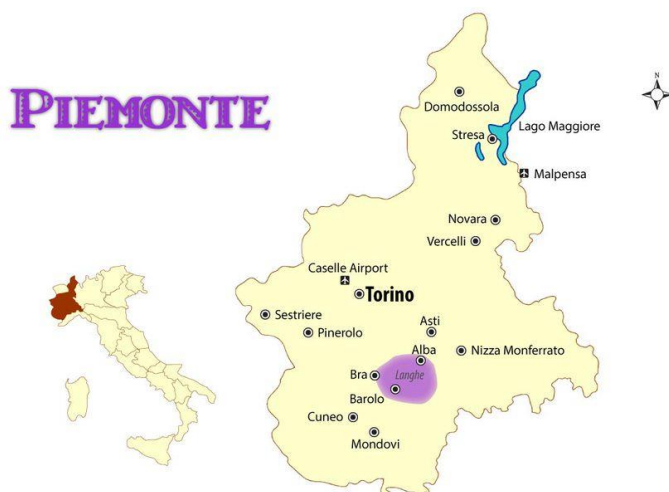 PIEMONTE
N
Domodossola
Stresa
Lago Maggiore
Malpensa
Novara
Vercelli
Caselle Airport
Torino
Sestriere
Pinerolo
Asti
Alba
Nizza Monferrato
Bra
Langhe
Barolo
Cuneo
Mondovi